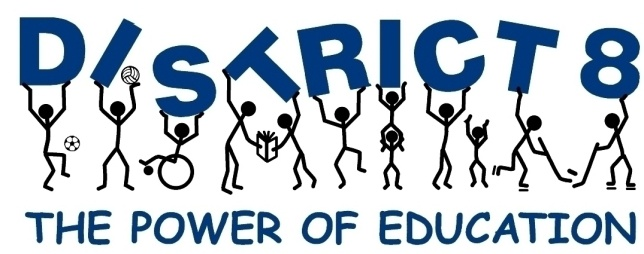 DISTRICT 8
THE POWER OF EDUCATION